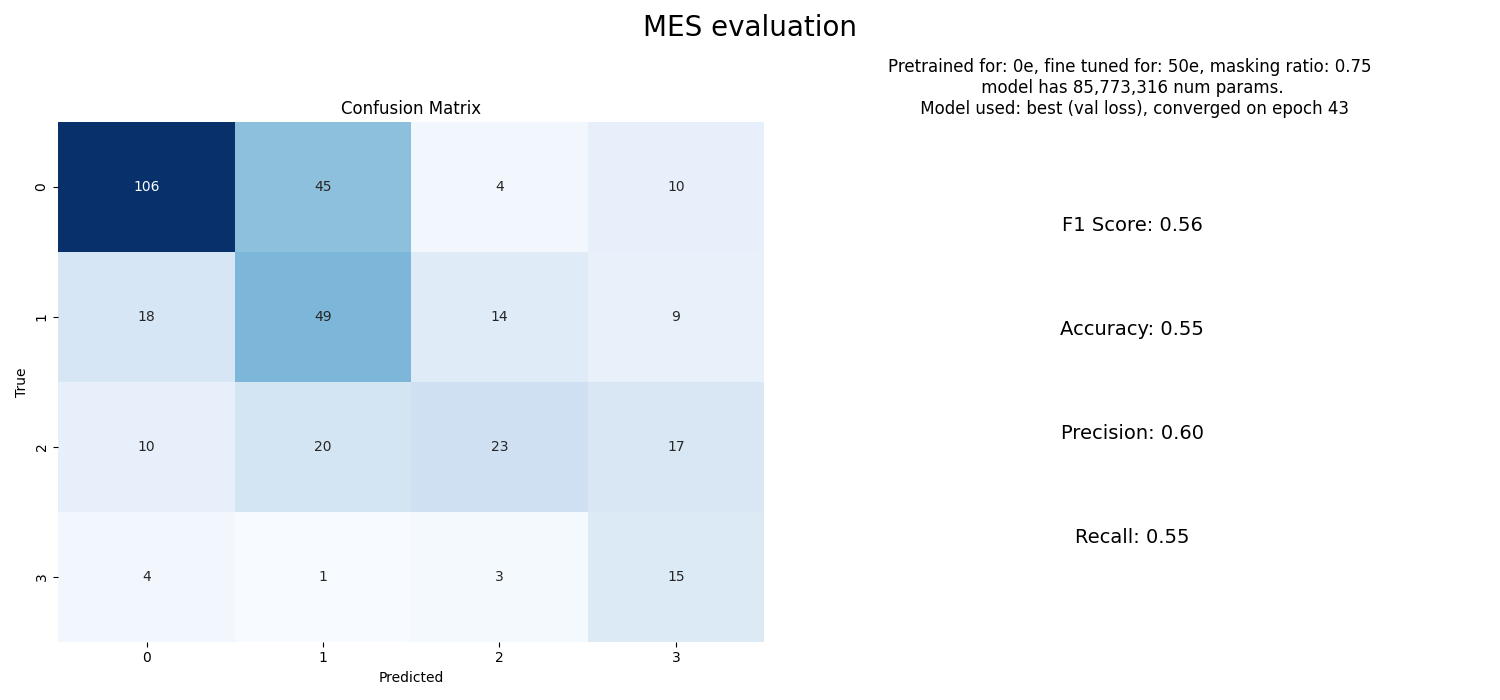 MES evaluation
Pretrained for: 0e, fine tuned for: 50e, masking ratio: 0.75
model has 85,773,316 num params.
Model used: best (val loss), converged on epoch 43
Confusion Matrix
0 106 45 4 10
1 18 49 14 9
True
2 10 20 23 17
3 4 1 3 15
0 1 2 3
Predicted
F1 Score: 0.56
Accuracy: 0.55
Precision: 0.60
Recall: 0.55